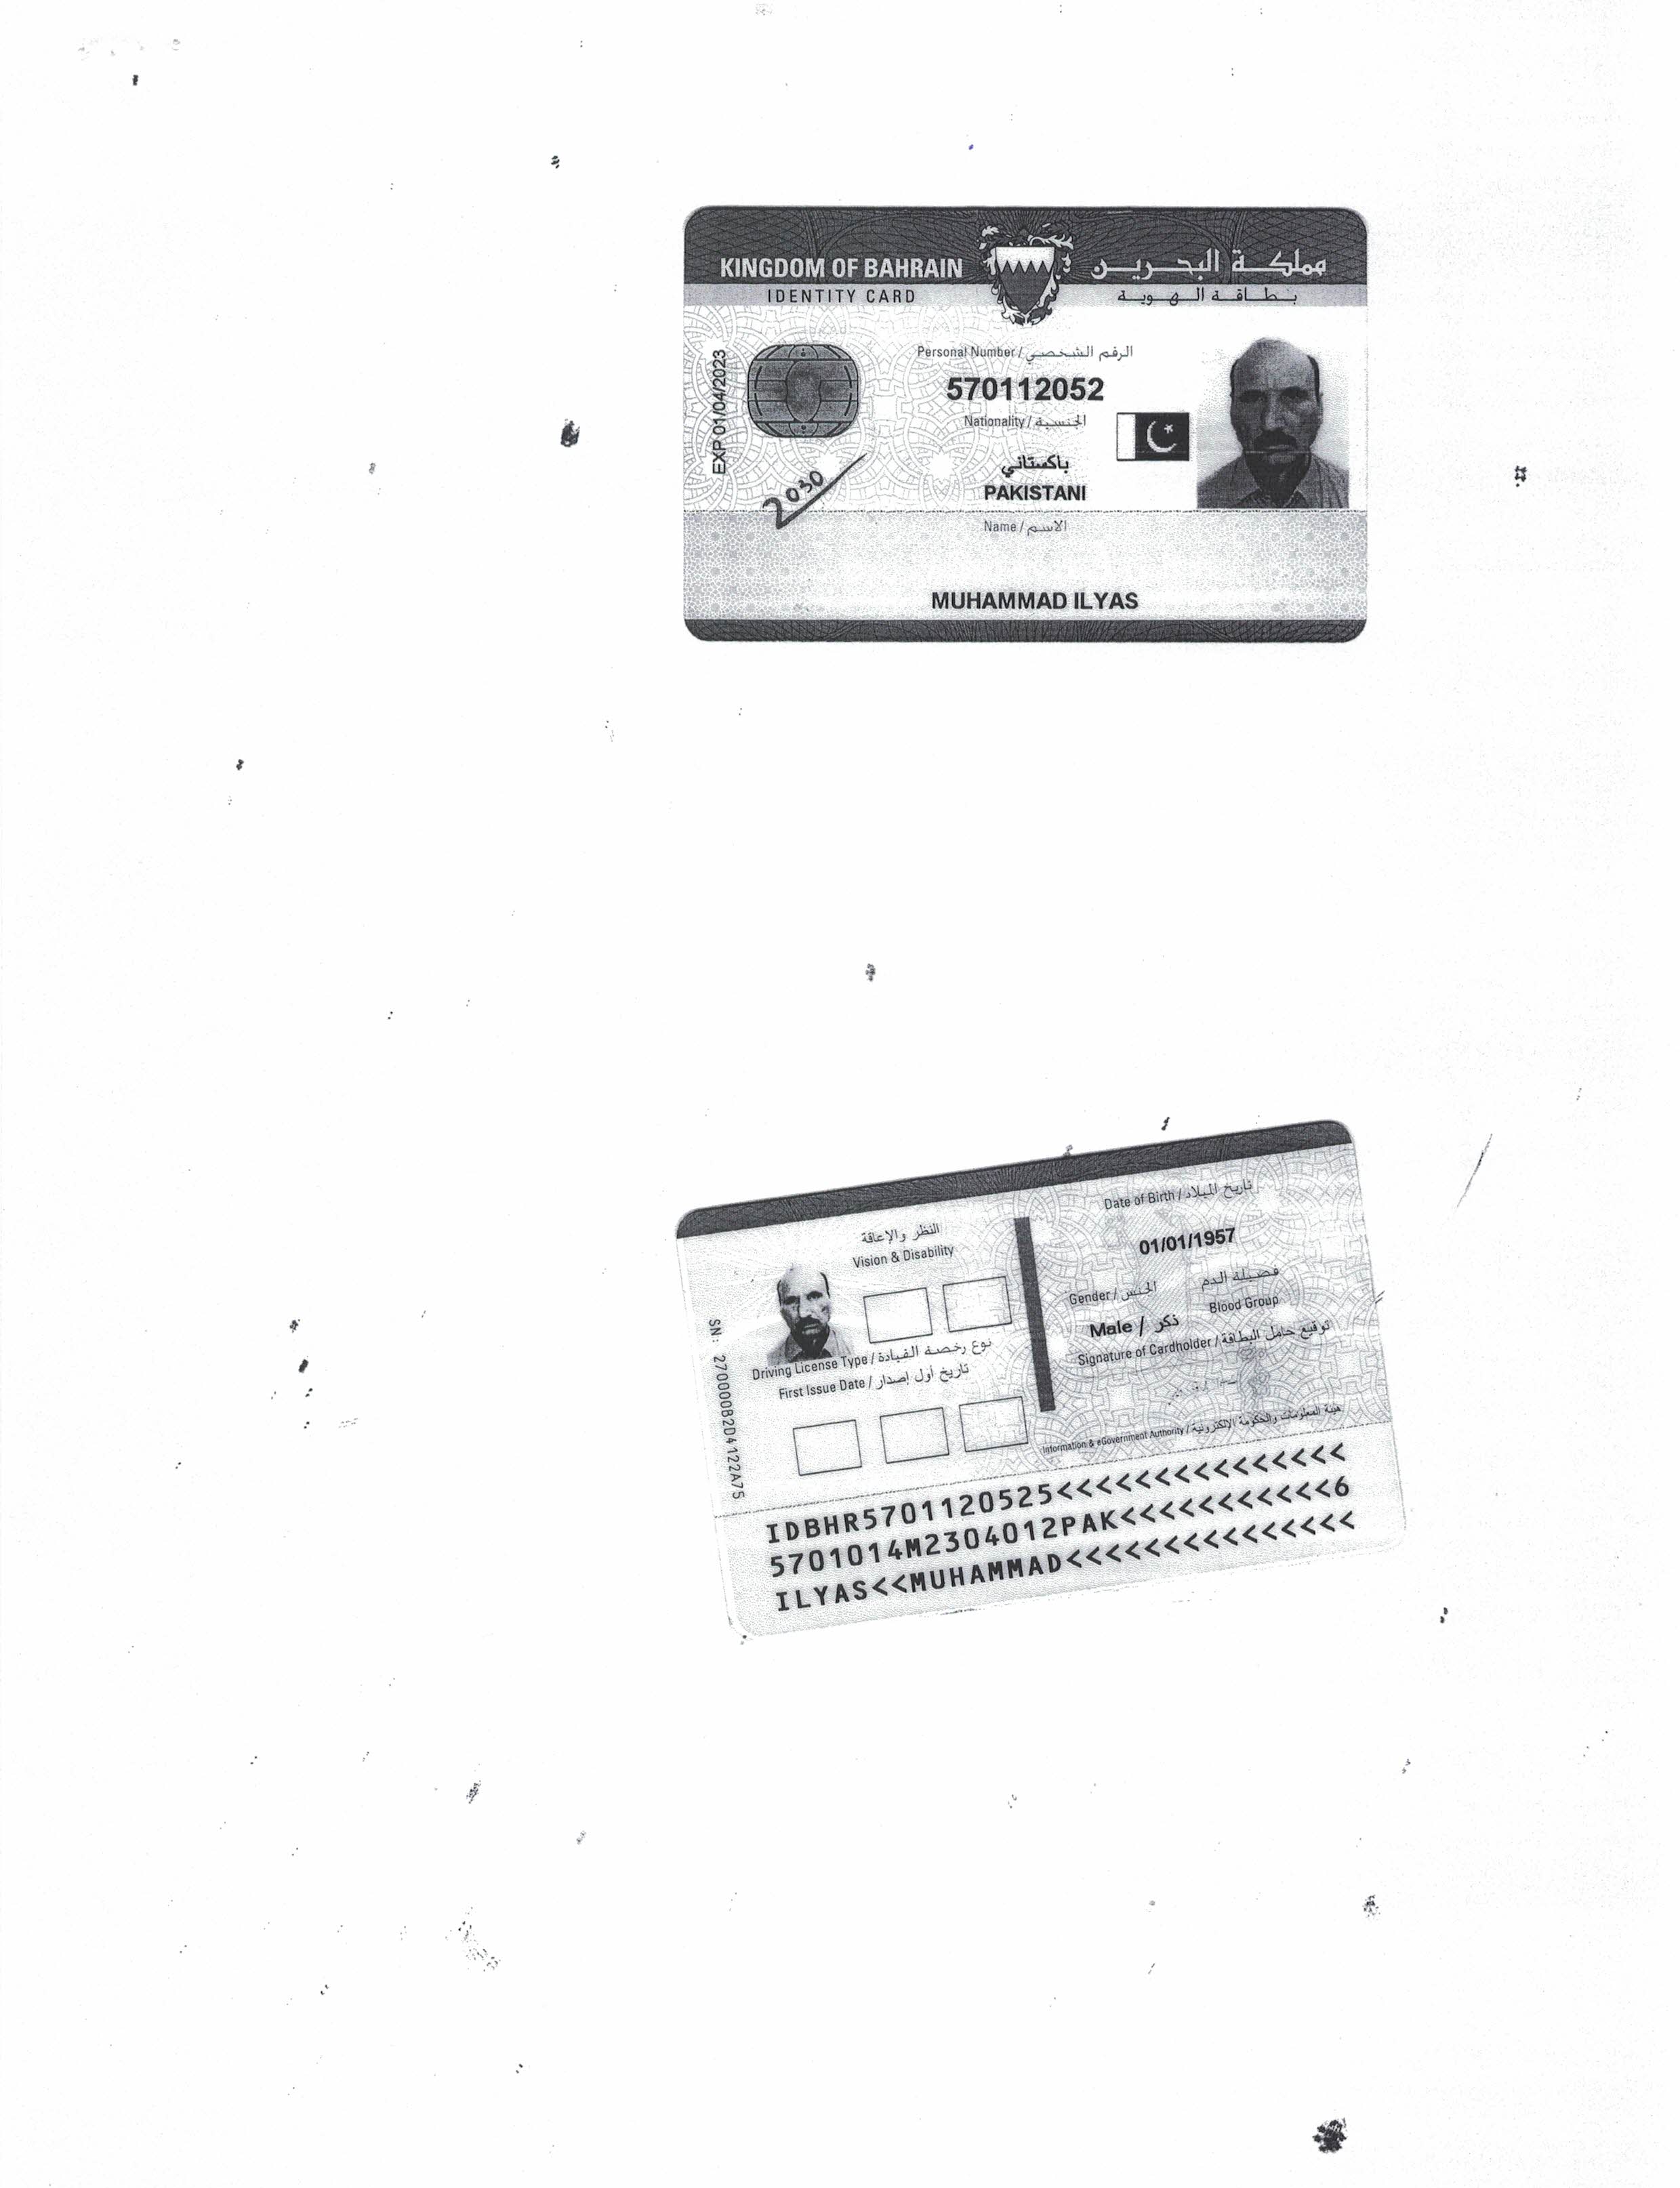 KINGDOM OF BAHRAIN مملكة البحرين
IDENTITY CARD بطاقة الهوية
Personal Number / الرقم الشخصي
570112052
Nationality / الجنسية
باكستاني
PAKISTANI
EXP 01/04/2023
2030
Name / الاسم
MUHAMMAD ILYAS
Date of Birth / تاريخ الميلاد
01/01/1957
النظر والإعاقة
Vision & Disability
Gender / الجنس فصيلة الدم
Blood Group
Male / ذكر
Signature of Cardholder / توقيع حامل البطاقة
Driving License Type / نوع رخصة القيادة
First Issue Date / تاريخ أول إصدار
Information & eGovernment Authority / هيئة المعلومات والحكومة الإلكترونية
SN: 2700008204122A75
IDBHR5701120525<<<<<<<<<<<<<<<
5701014M2304012PAK<<<<<<<<<<<6
ILYAS<<MUHAMMAD<<<<<<<<<<<<<<<